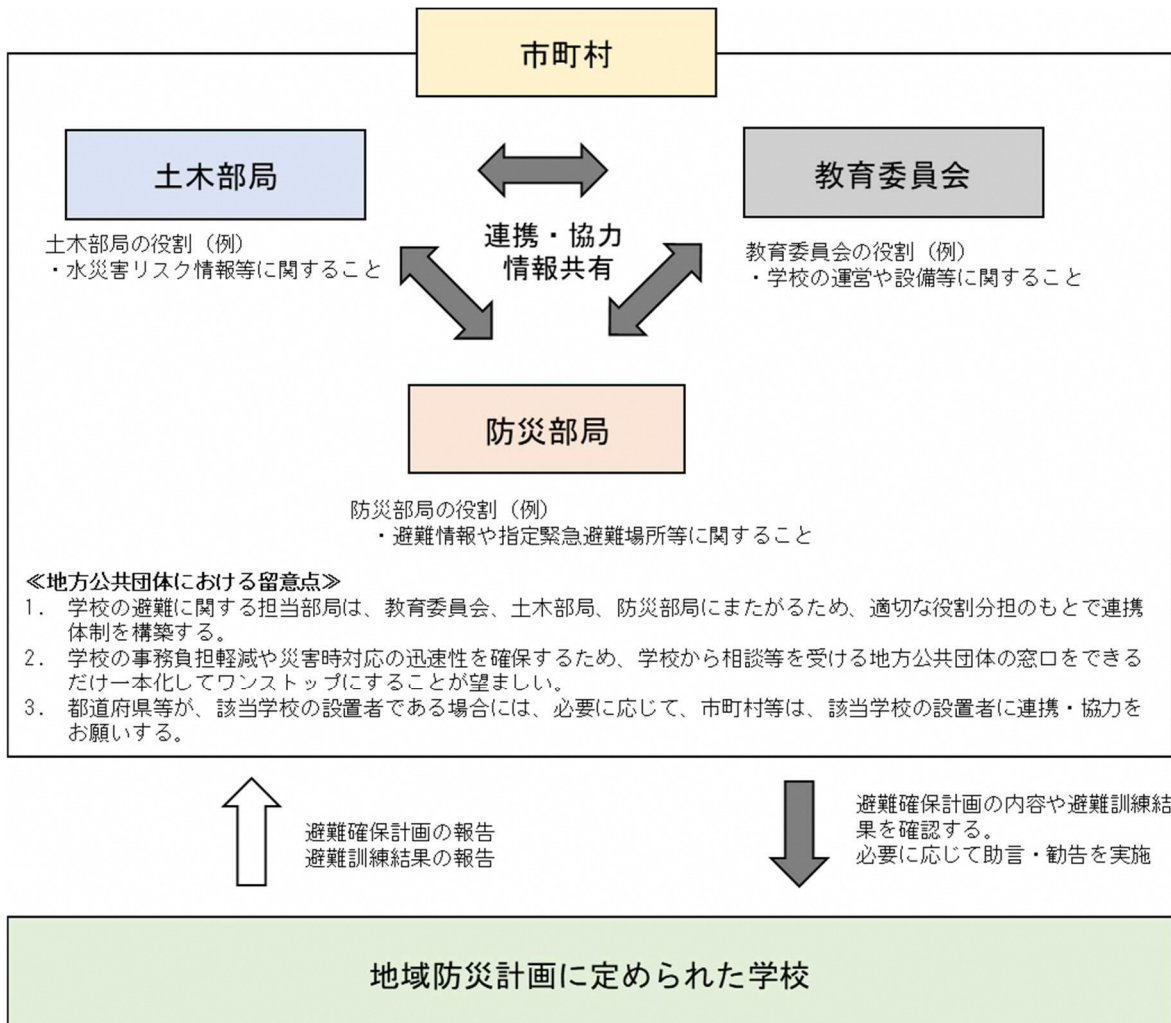 市町村
土木部局
教育委員会
連携・協力
情報共有
土木部局の役割（例）
・水災害リスク情報等に関すること
教育委員会の役割（例）
・学校の運営や設備等に関すること
防災部局
防災部局の役割（例）
・避難情報や指定緊急避難場所等に関すること
≪地方公共団体における留意点≫
1. 学校の避難に関する担当部局は、教育委員会、土木部局、防災部局にまたがるため、適切な役割分担のもとで連携
体制を構築する。
2. 学校の事務負担軽減や災害時対応の迅速性を確保するため、学校から相談等を受ける地方公共団体の窓口をできる
だけ一本化してワンストップにすることが望ましい。
3. 都道府県等が、該当学校の設置者である場合には、必要に応じて、市町村等は、該当学校の設置者に連携・協力を
お願いする。
避難確保計画の報告
避難訓練結果の報告
避難確保計画の内容や避難訓練結
果を確認する。
必要に応じて助言・勧告を実施
地域防災計画に定められた学校